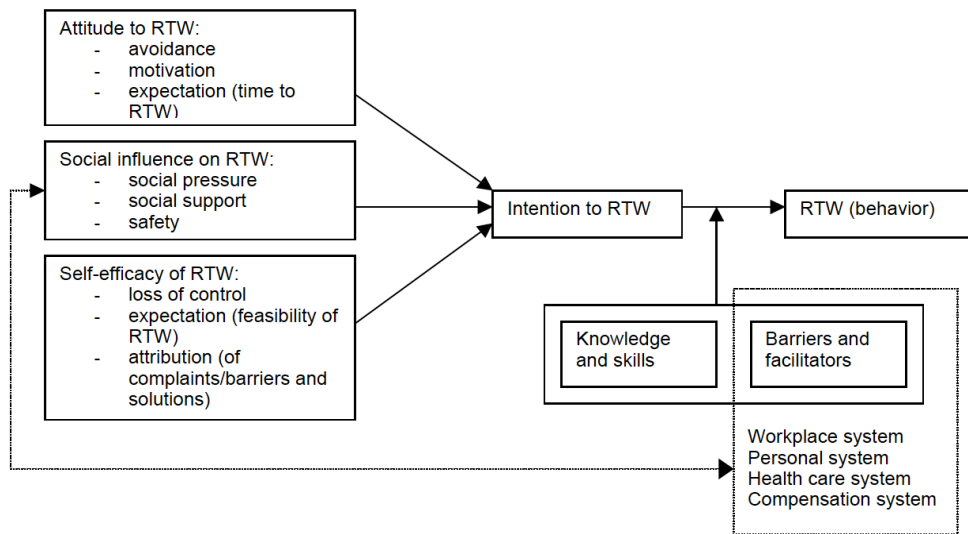 Attitude to RTW:
- avoidance
- motivation
- expectation (time to
RTW)
Social influence on RTW:
- social pressure
- social support
- safety
Self-efficacy of RTW:
- loss of control
- expectation (feasibility of
RTW)
- attribution (of
complaints/barriers and
solutions)
Intention to RTW
RTW (behavior)
Knowledge
and skills
Barriers and
facilitators
Workplace system
Personal system
Health care system
Compensation system